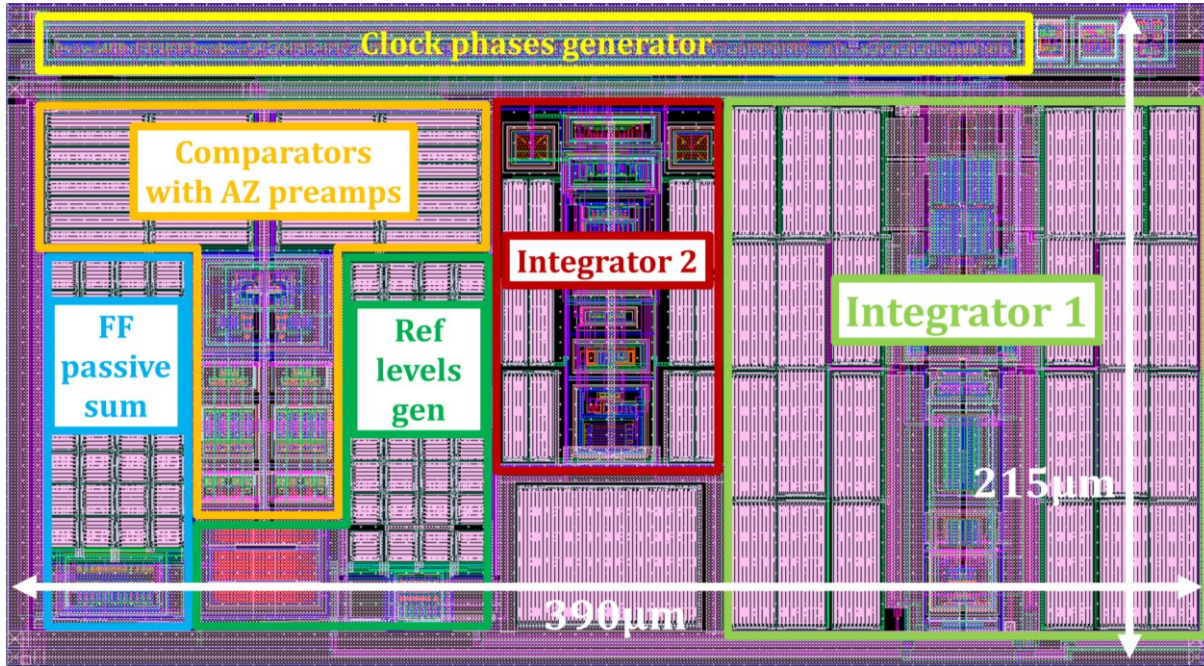 Clock phases generator
Comparators
with AZ preamps
Integrator 2
Integrator 1
FF
passive
sum
Ref
levels
gen
215μm
390μm